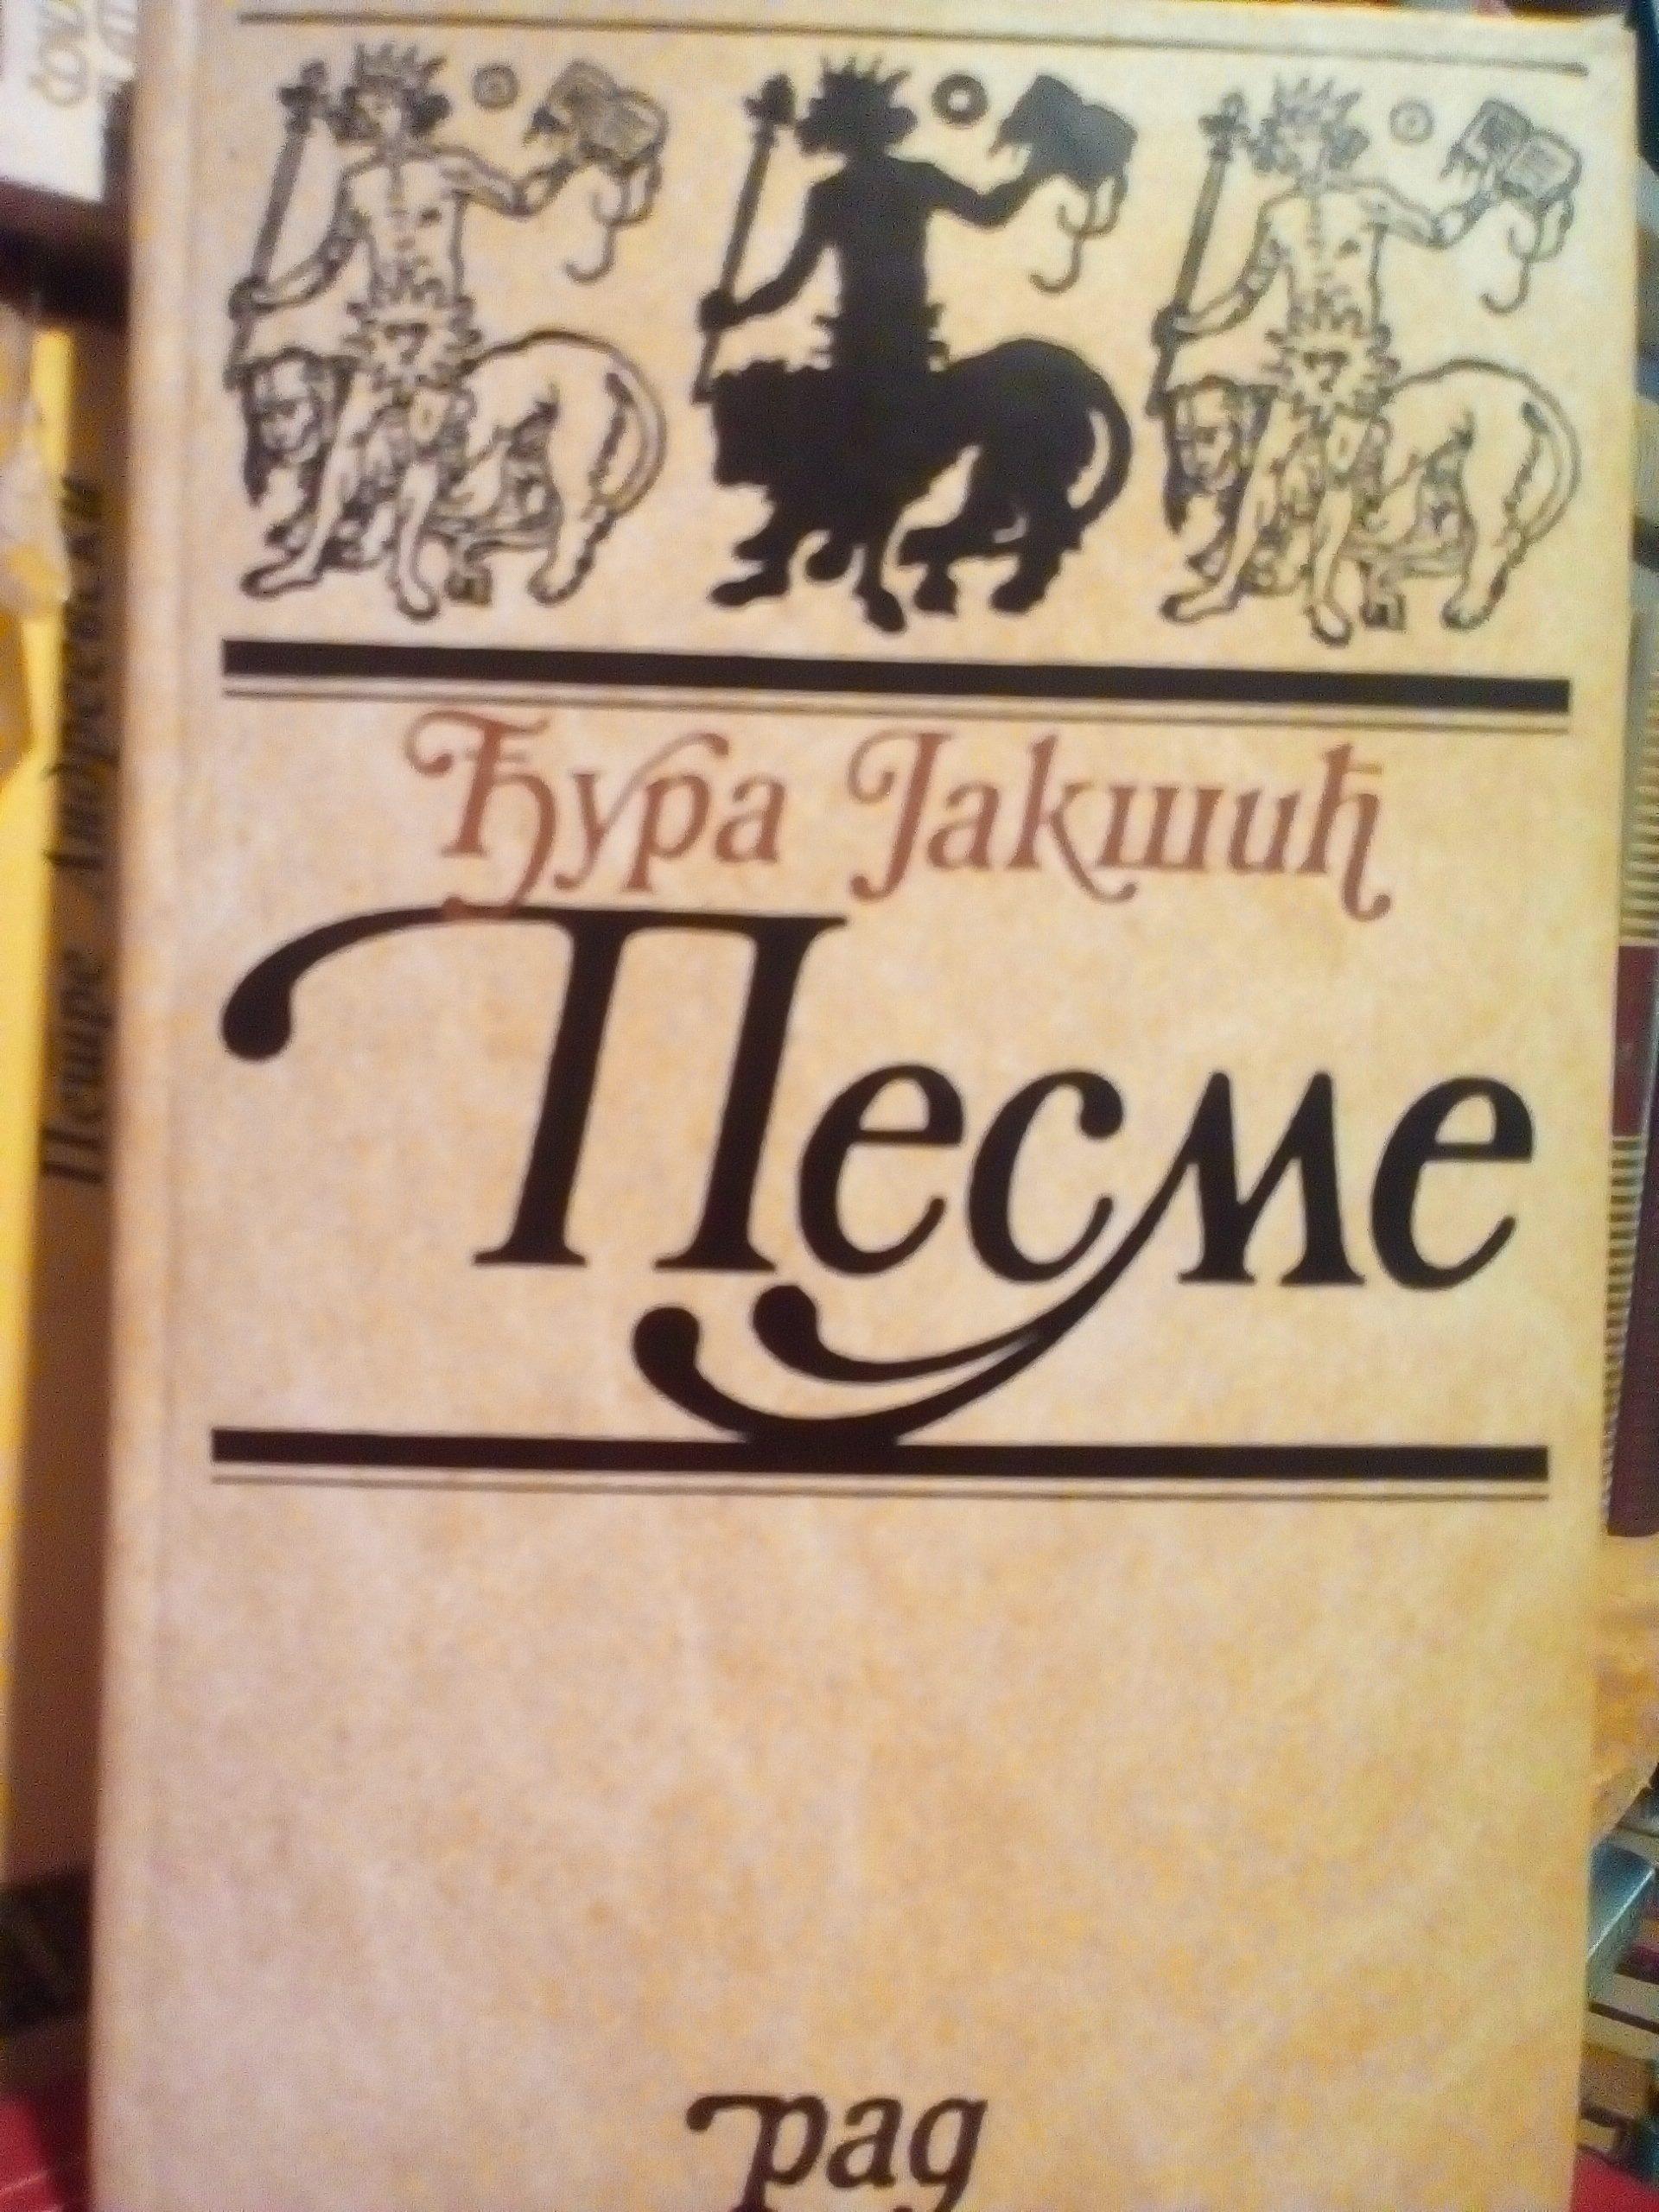 Ђура Јакшић
Песме
рад